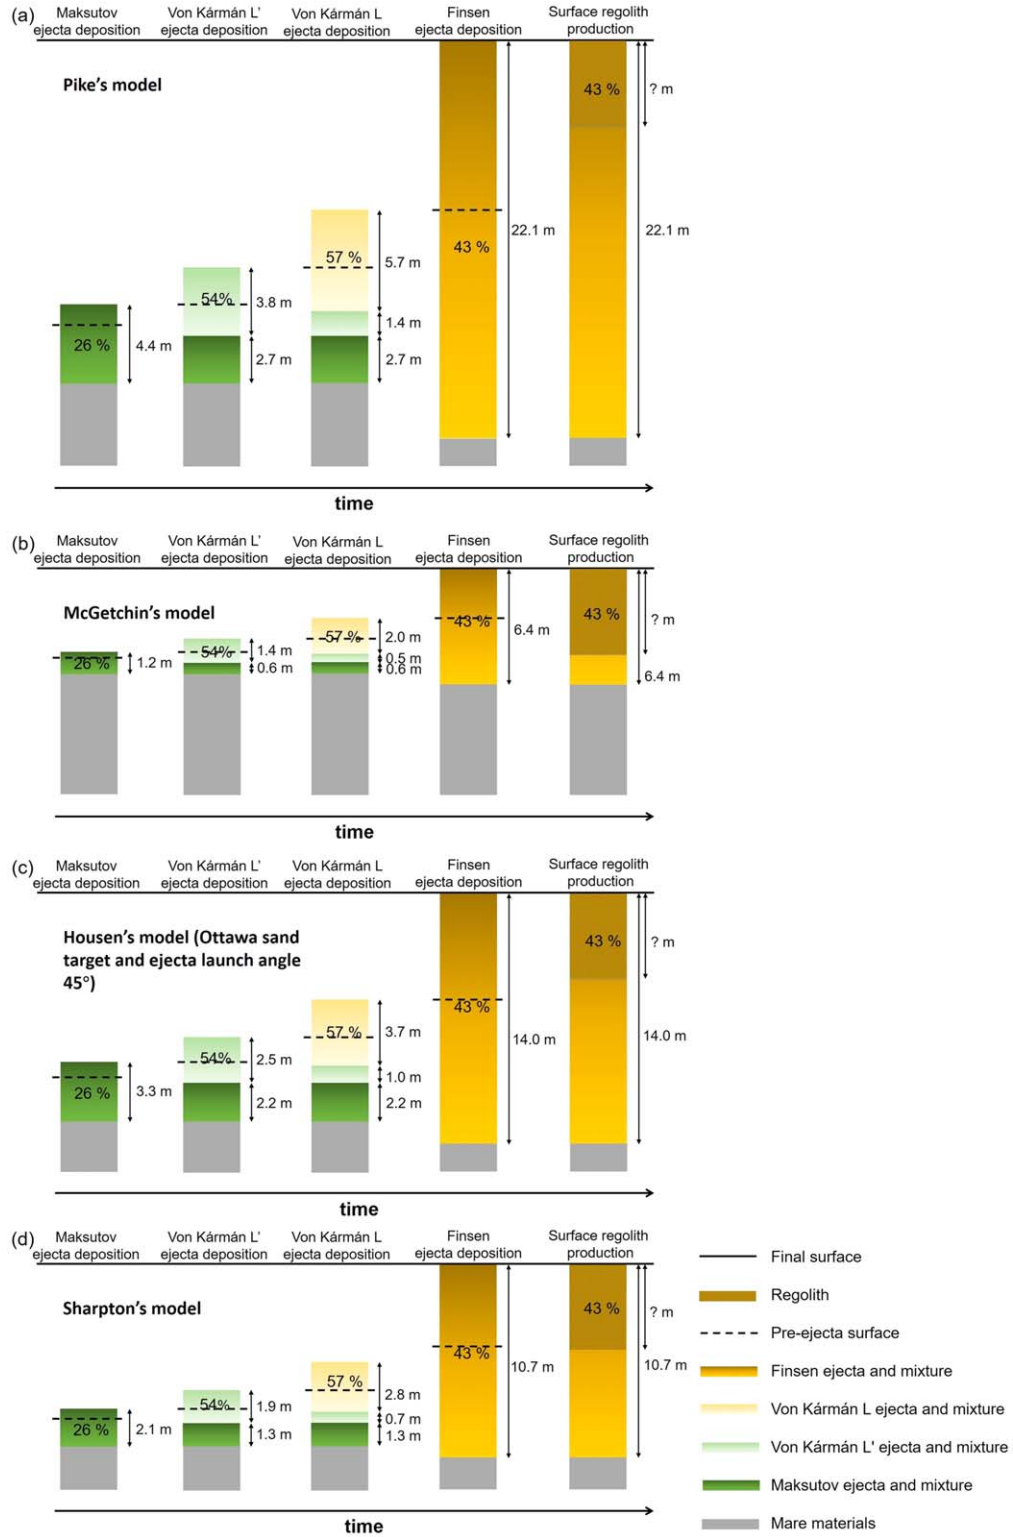 (a)
Maksutov
ejecta deposition
Von Kármán L'
ejecta deposition
Von Kármán L
ejecta deposition
Finsen
ejecta deposition
Surface regolith
production
Pike's model
43 %
? m
22.1 m
22.1 m
43 %
57 %
5.7 m
54%
3.8 m
1.4 m
26 %
4.4 m
2.7 m
2.7 m
time
(b)
Maksutov
ejecta deposition
Von Kármán L'
ejecta deposition
Von Kármán L
ejecta deposition
Finsen
ejecta deposition
Surface regolith
production
McGetchin's model
43 %
? m
43 %
6.4 m
57 %
2.0 m
54%
1.4 m
0.5 m
26 %
1.2 m
0.6 m
0.6 m
6.4 m
time
(c)
Maksutov
ejecta deposition
Von Kármán L'
ejecta deposition
Von Kármán L
ejecta deposition
Finsen
ejecta deposition
Surface regolith
production
Housen's model (Ottawa sand
target and ejecta launch angle
45°)
43 %
? m
43 %
14.0 m
14.0 m
57 %
3.7 m
54%
2.5 m
1.0 m
26 %
3.3 m
2.2 m
2.2 m
time
(d)
Maksutov
ejecta deposition
Von Kármán L'
ejecta deposition
Von Kármán L
ejecta deposition
Finsen
ejecta deposition
Surface regolith
production
Sharpton's model
43 %
? m
43 %
10.7 m
10.7 m
57 %
2.8 m
54%
1.9 m
0.7 m
26 %
2.1 m
1.3 m
1.3 m
time
Final surface
Regolith
Pre-ejecta surface
Finsen ejecta and mixture
Von Kármán L ejecta and mixture
Von Kármán L' ejecta and mixture
Maksutov ejecta and mixture
Mare materials